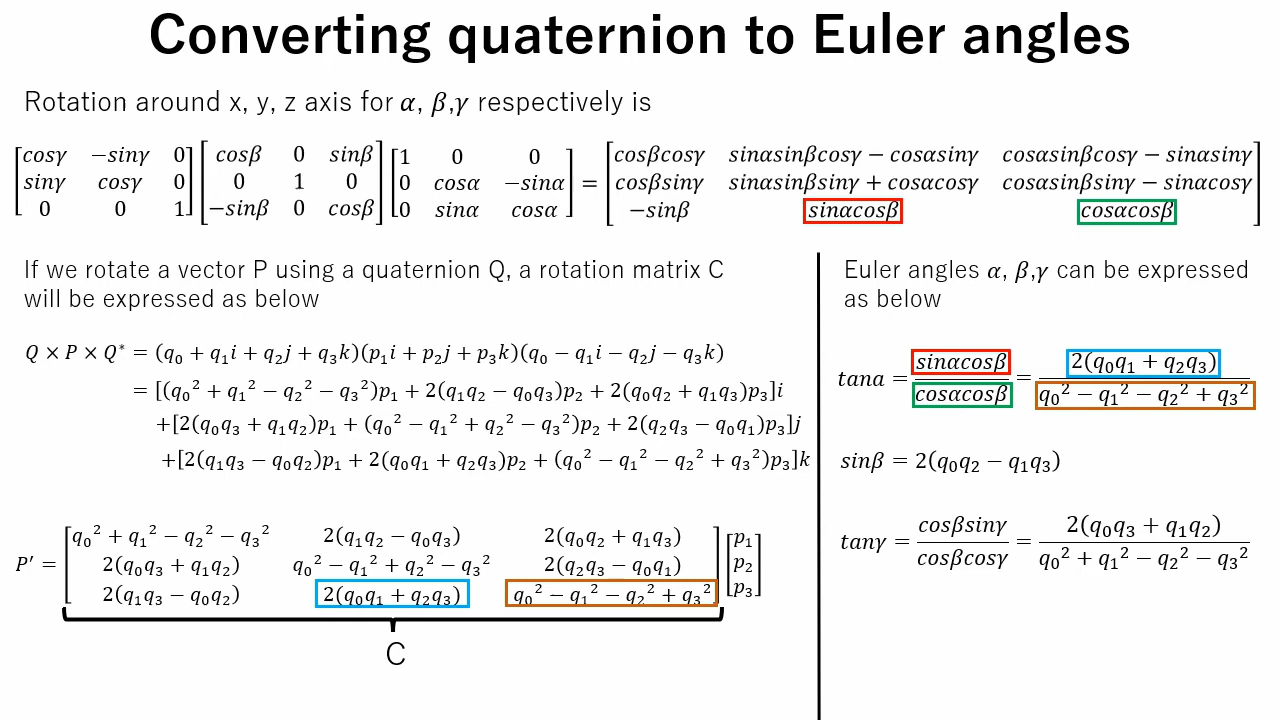 Converting quaternion to Euler angles
Rotation around x, y, z axis for α, β,γ respectively is
[cosγ −sinγ 0] [cosβ 0 sinβ] [1 0 0] [cosβcosγ sinαsinβcosγ − cosαsinγ cosαsinβcosγ − sinαsinγ]
[sinγ cosγ 0] [0 1 0] [0 cosα −sinα] = [cosβsinγ sinαsinβsinγ + cosαcosγ cosαsinβsinγ − sinαcosγ]
[0 0 1] [−sinβ 0 cosβ] [0 sinα cosα] [−sinβ sinαcosβ cosαcosβ]
If we rotate a vector P using a quaternion Q, a rotation matrix C
will be expressed as below
Q × P × Q* = (q₀ + q₁i + q₂j + q₃k)(p₁i + p₂j + p₃k)(q₀ − q₁i − q₂j − q₃k)
= [(q₀² + q₁² − q₂² − q₃²)p₁ + 2(q₁q₂ − q₀q₃)p₂ + 2(q₀q₂ + q₁q₃)p₃]i
+[2(q₀q₃ + q₁q₂)p₁ + (q₀² − q₁² + q₂² − q₃²)p₂ + 2(q₂q₃ − q₀q₁)p₃]j
+[2(q₁q₃ − q₀q₂)p₁ + 2(q₀q₁ + q₂q₃)p₂ + (q₀² − q₁² − q₂² + q₃²)p₃]k
[q₀² + q₁² − q₂² − q₃² 2(q₁q₂ − q₀q₃) 2(q₀q₂ + q₁q₃)] [p₁]
P′ = [2(q₀q₃ + q₁q₂) q₀² − q₁² + q₂² − q₃² 2(q₂q₃ − q₀q₁)] [p₂]
[2(q₁q₃ − q₀q₂) 2(q₀q₁ + q₂q₃) q₀² − q₁² − q₂² + q₃²] [p₃]
C
Euler angles α, β,γ can be expressed
as below
tana = sinαcosβ / cosαcosβ = 2(q₀q₁ + q₂q₃) / q₀² − q₁² − q₂² + q₃²
sinβ = 2(q₀q₂ − q₁q₃)
tanγ = cosβsinγ / cosβcosγ = 2(q₀q₃ + q₁q₂) / q₀² + q₁² − q₂² − q₃²